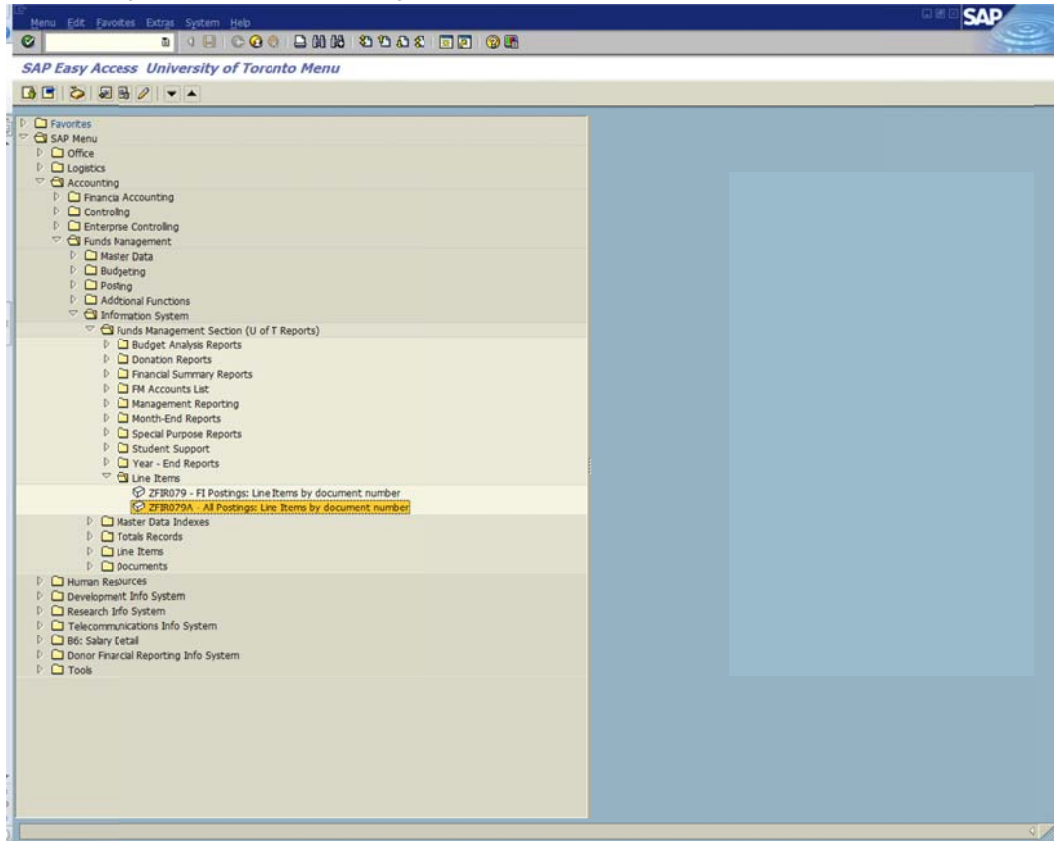 Menu Edit Favorites Extras System Help
SAP
SAP Easy Access University of Toronto Menu
Favorites
SAP Menu
Office
Logistics
Accounting
Financial Accounting
Controlling
Enterprise Controlling
Funds Management
Master Data
Budgeting
Posting
Additional Functions
Information System
Funds Management Section (U of T Reports)
Budget Analysis Reports
Donation Reports
Financial Summary Reports
FM Accounts List
Management Reporting
Month-End Reports
Special Purpose Reports
Student Support
Year - End Reports
Line Items
ZFIR079 - FI Postings: Line Items by document number
ZFIR079A - All Postings: Line Items by document number
Master Data Indexes
Totals Records
Line Items
Documents
Human Resources
Development Info System
Research Info System
Telecommunications Info System
B6: Salary Detail
Donor Financial Reporting Info System
Tools